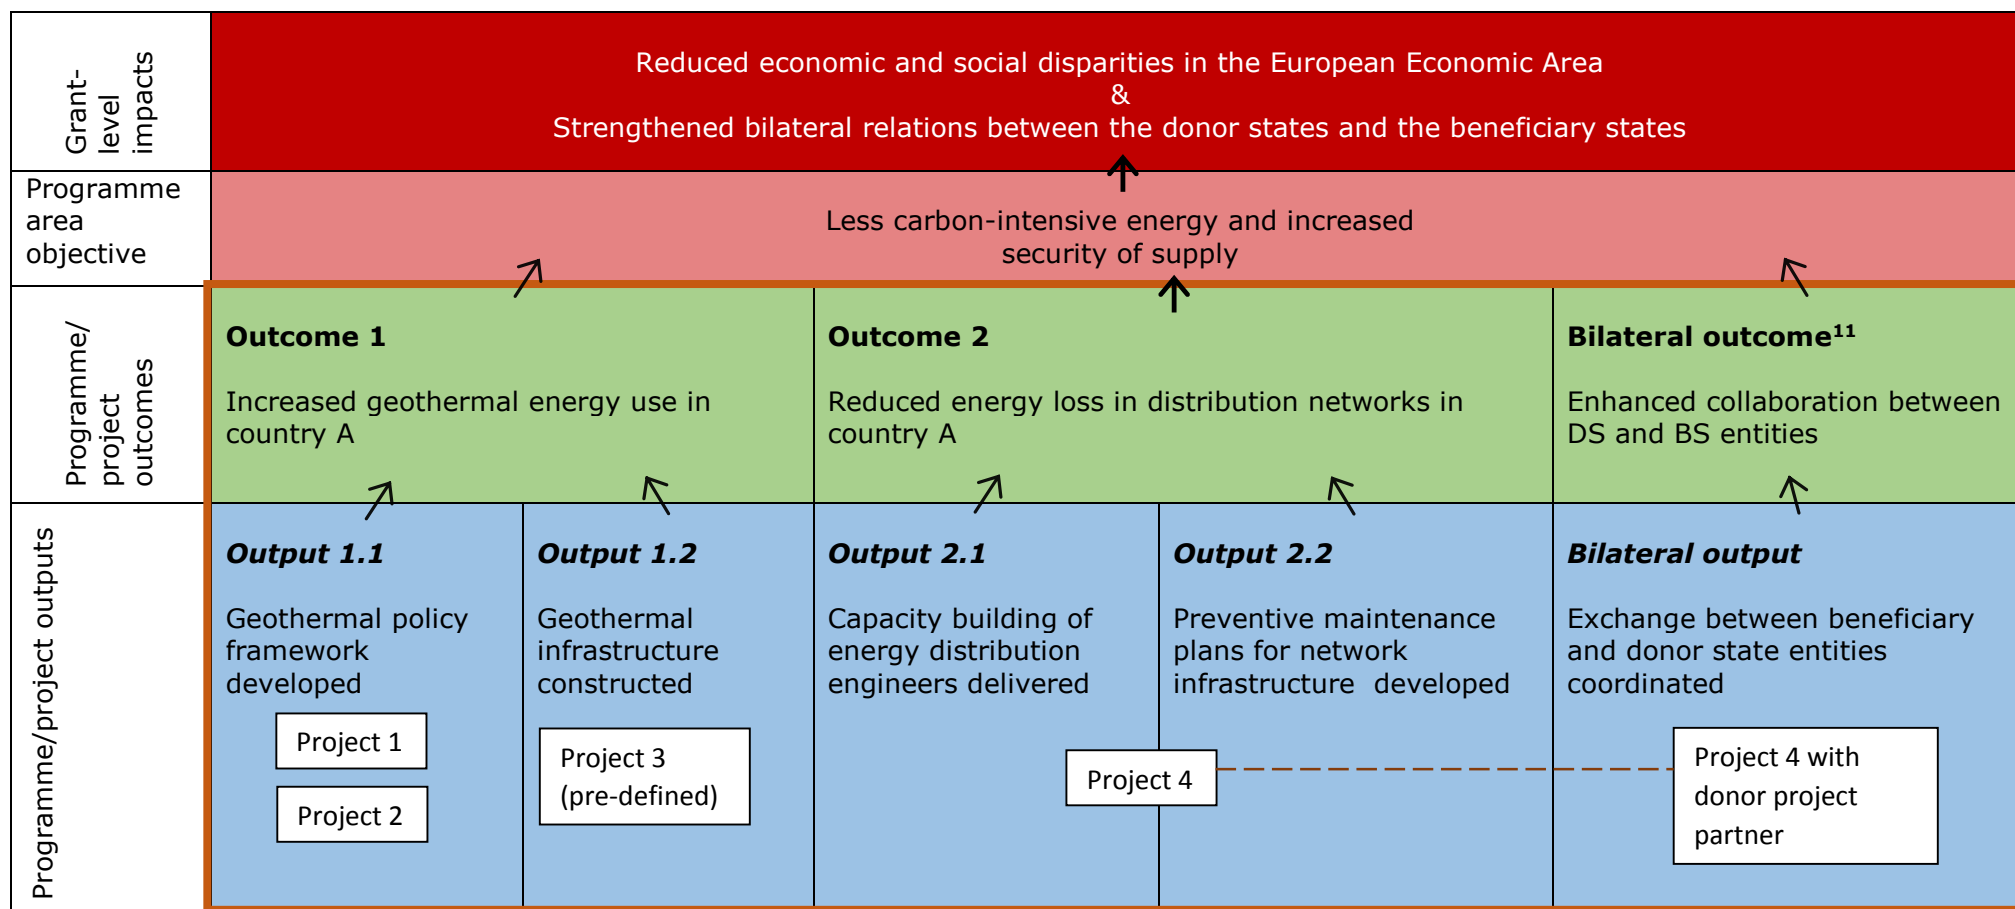 Grant-
level
impacts
Reduced economic and social disparities in the European Economic Area
&
Strengthened bilateral relations between the donor states and the beneficiary states
Programme
area
objective
Less carbon-intensive energy and increased
security of supply
Programme/
project
outcomes
Outcome 1
Increased geothermal energy use in
country A
Outcome 2
Reduced energy loss in distribution networks in
country A
Bilateral outcome¹¹
Enhanced collaboration between
DS and BS entities
Programme/project outputs
Output 1.1
Geothermal policy
framework
developed
Project 1
Project 2
Output 1.2
Geothermal
infrastructure
constructed
Project 3
(pre-defined)
Output 2.1
Capacity building of
energy distribution
engineers delivered
Output 2.2
Preventive maintenance
plans for network
infrastructure  developed
Project 4
Bilateral output
Exchange between beneficiary
and donor state entities
coordinated
Project 4 with
donor project
partner